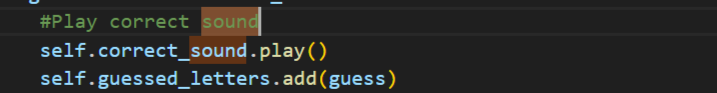 #Play correct sound
self.correct_sound.play()
self.guessed_letters.add(guess)